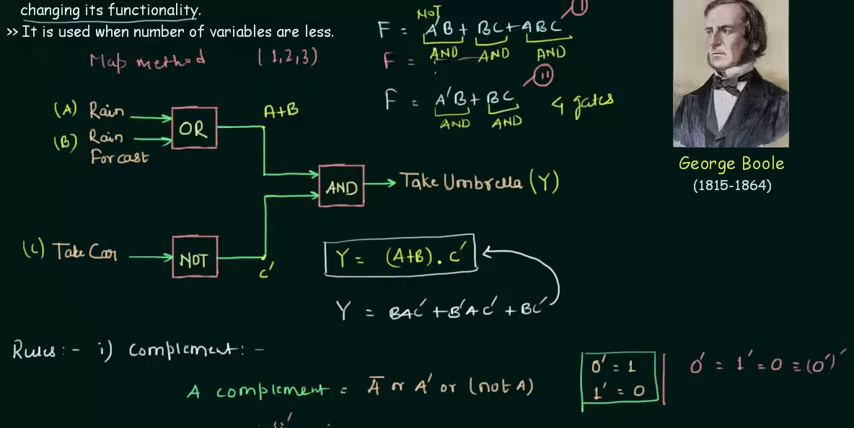 changing its functionality.
>> It is used when number of variables are less.
Map method (1,2,3)
NOT
F = A'B + BC + ABC
AND AND AND
F =
F = A'B + BC 4 gates
AND AND
(A) Rain
(B) Rain
Forcast
OR
A+B
AND
Take Umbrella (Y)
(C) Take Car
NOT
C'
Y = (A+B) . C'
Y = BAC' + B'AC' + BC'
George Boole
(1815-1864)
Rules:- i) Complement:-
A complement = A̅ or A' or (not A)
0' = 1
1' = 0
0' = 1' = 0 = (0')'